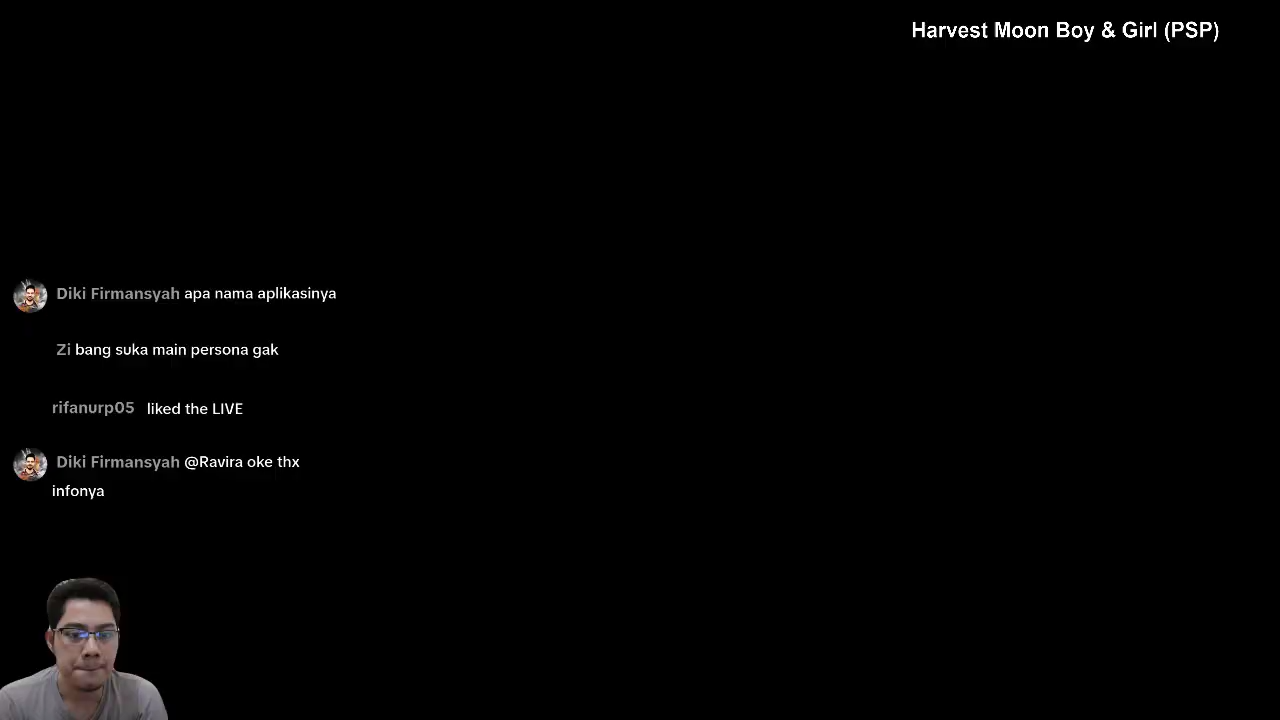 Harvest Moon Boy & Girl (PSP)
Diki Firmansyah apa nama aplikasinya
Zi bang suka main persona gak
rifanurp05 liked the LIVE
Diki Firmansyah @Ravira oke thx
infonya